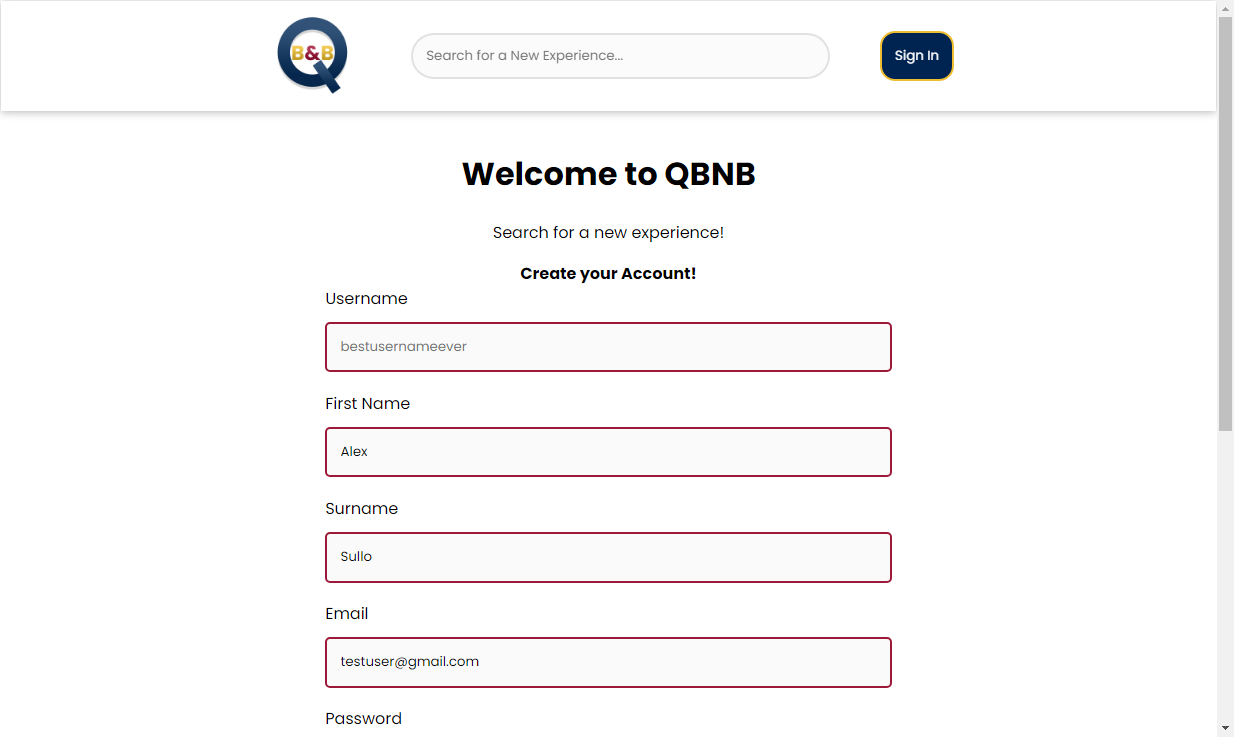 B&B
Search for a New Experience...
Sign In
Welcome to QBNB
Search for a new experience!
Create your Account!
Username
bestusernameever
First Name
Alex
Surname
Sullo
Email
testuser@gmail.com
Password